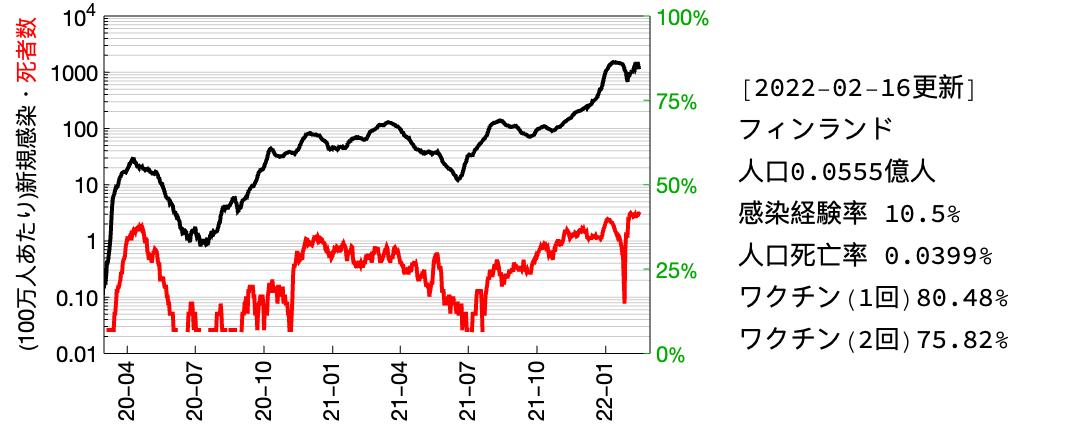 (100万人あたり)新規感染・死者数
10^4
1000
100
10
1
0.10
0.01
100%
75%
50%
25%
0%
20-04
20-07
20-10
21-01
21-04
21-07
21-10
22-01
[2022-02-16更新]
フィンランド
人口0.0555億人
感染経験率 10.5%
人口死亡率 0.0399%
ワクチン(1回)80.48%
ワクチン(2回)75.82%